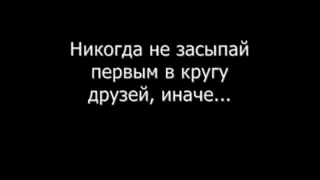 Никогда не засыпай
первым в кругу
друзей, иначе...